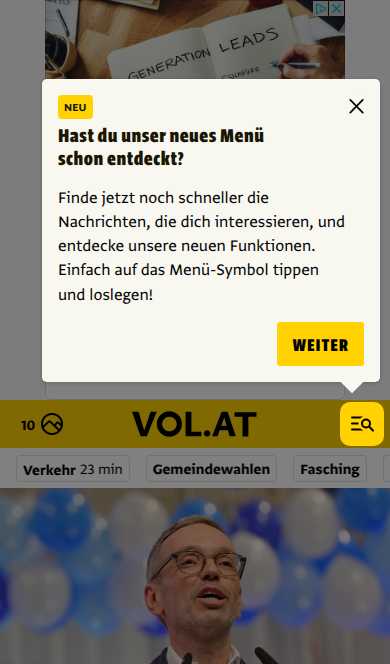 GENERATION LEADS
NEU
Hast du unser neues Menü
schon entdeckt?
Finde jetzt noch schneller die
Nachrichten, die dich interessieren, und
entdecke unsere neuen Funktionen.
Einfach auf das Menü-Symbol tippen
und loslegen!
WEITER
10
VOL.AT
Verkehr 23 min
Gemeindewahlen
Fasching